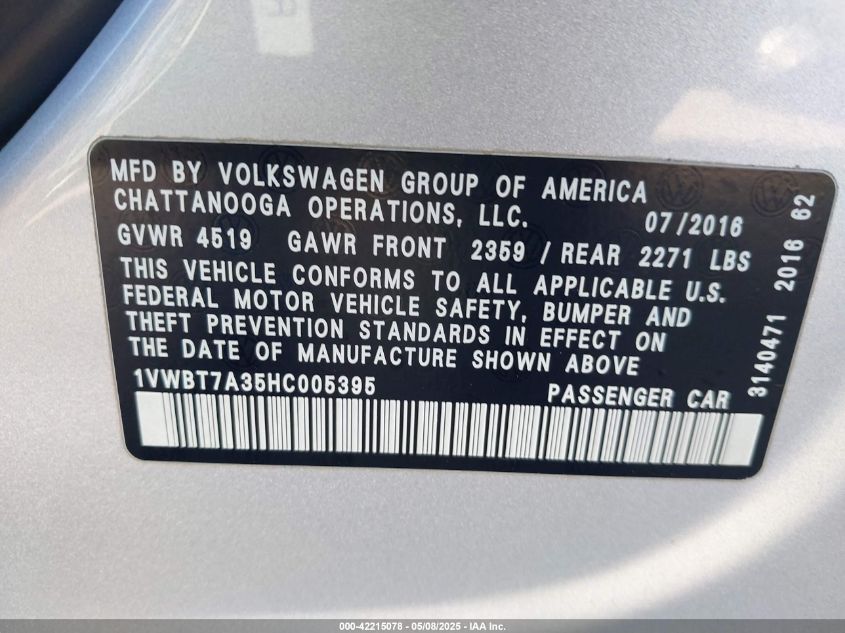 MFD BY VOLKSWAGEN GROUP OF AMERICA
CHATTANOOGA OPERATIONS, LLC. 07/2016
GVWR 4519 GAWR FRONT 2359 / REAR 2271 LBS
THIS VEHICLE CONFORMS TO ALL APPLICABLE U.S.
FEDERAL MOTOR VEHICLE SAFETY, BUMPER AND
THEFT PREVENTION STANDARDS IN EFFECT ON
THE DATE OF MANUFACTURE SHOWN ABOVE
1VWBT7A35HC005395 PASSENGER CAR
3140471 2016 62
000-42215078 - 05/08/2025 - IAA Inc.